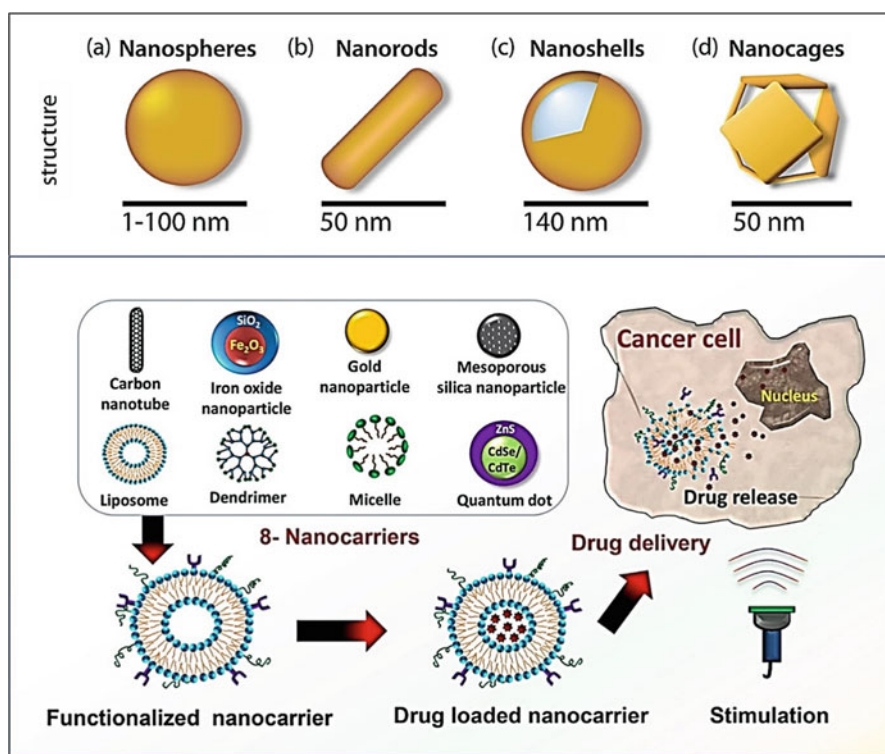 structure
(a) Nanospheres
1-100 nm
(b) Nanorods
50 nm
(c) Nanoshells
140 nm
(d) Nanocages
50 nm
Carbon
nanotube
SiO₂
Fe₂O₃
Iron oxide
nanoparticle
Gold
nanoparticle
Mesoporous
silica nanoparticle
Liposome
Dendrimer
Micelle
ZnS
CdSe/
CdTe
Quantum dot
8- Nanocarriers
Cancer cell
Nucleus
Drug release
Drug delivery
Functionalized nanocarrier
Drug loaded nanocarrier
Stimulation